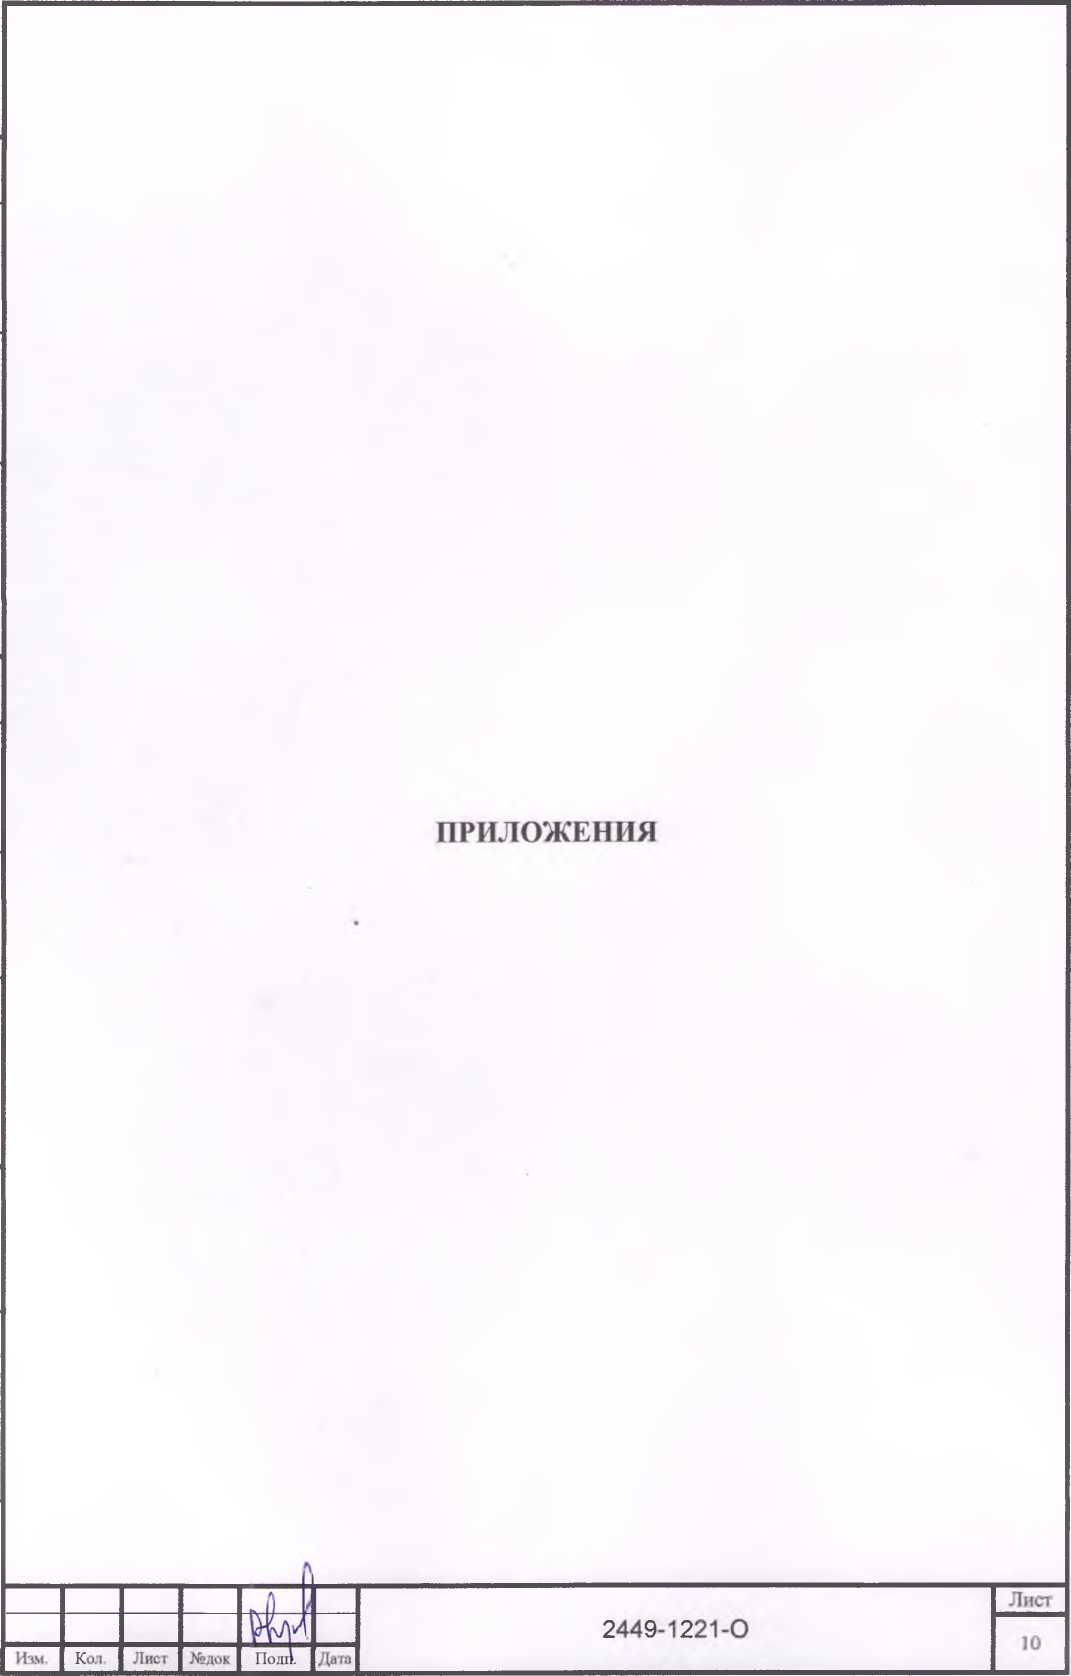 ПРИЛОЖЕНИЯ
2449-1221-О
Лист
10
Изм. Кол. Лист №док Подп. Дата